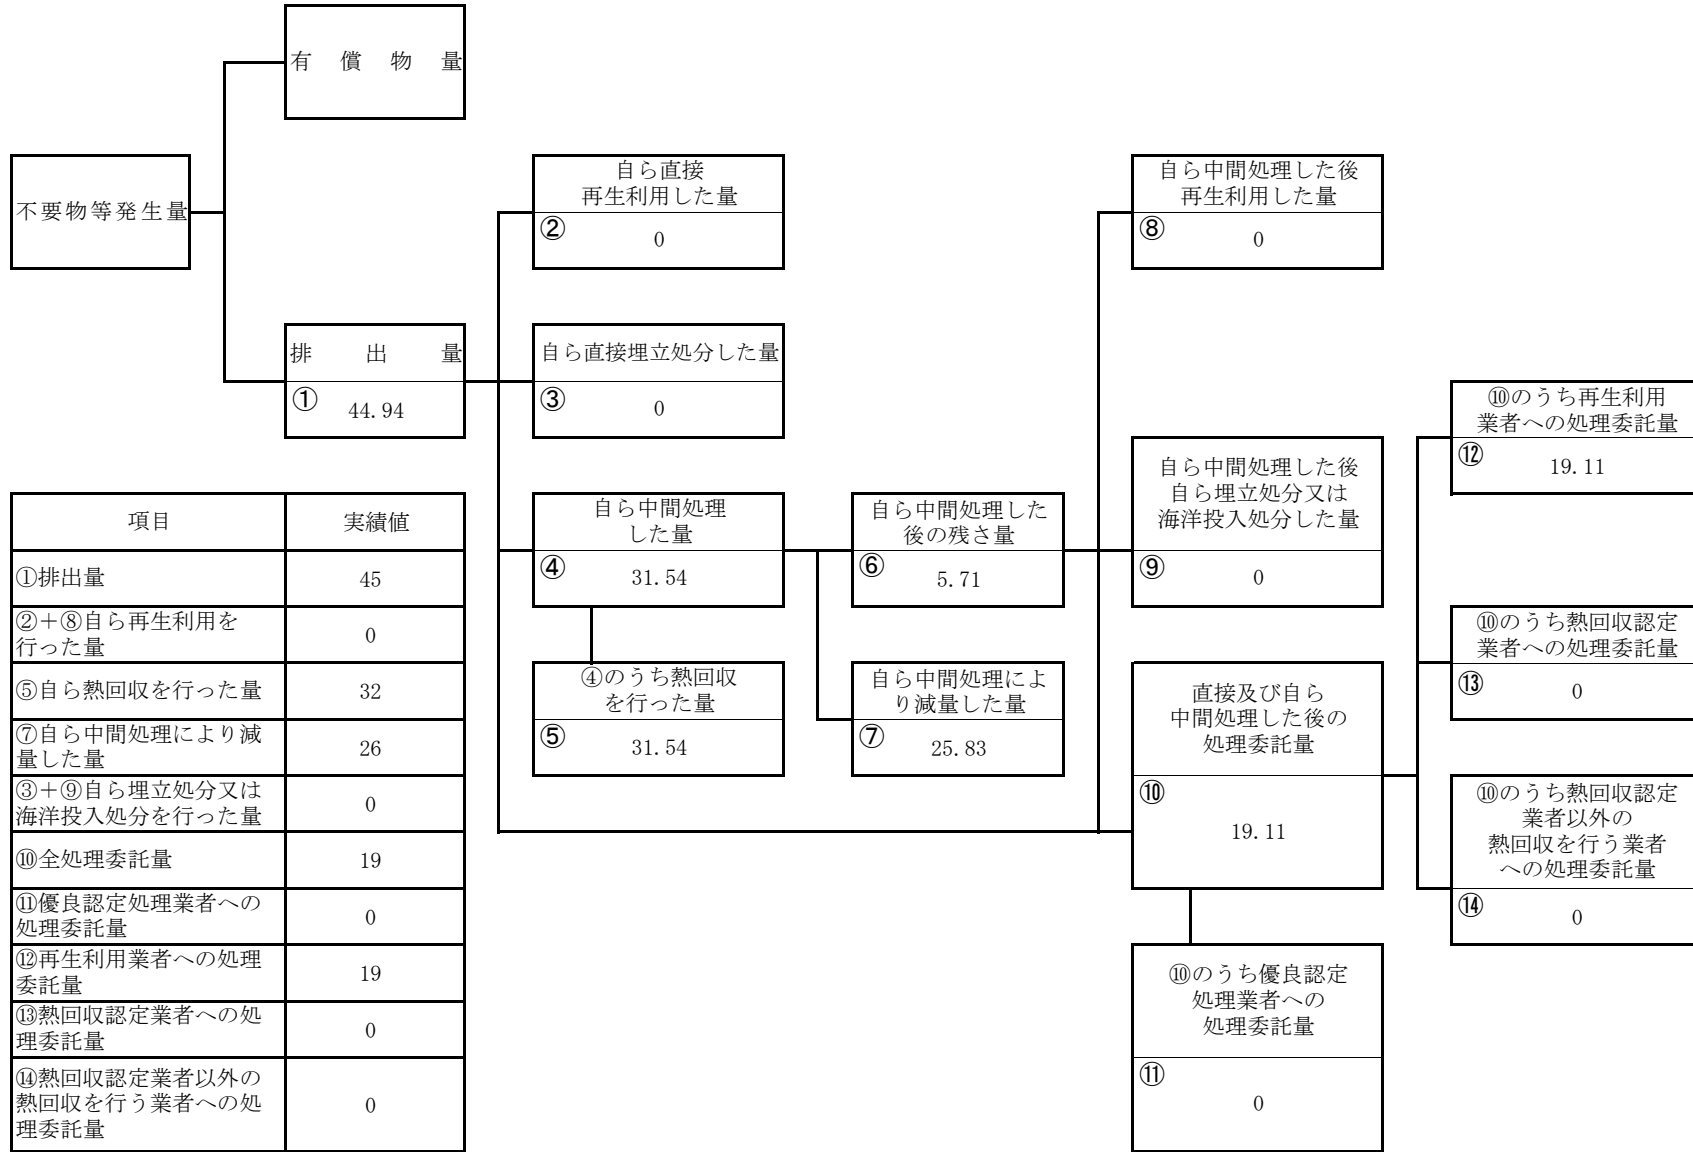 有償物量
不要物等発生量
排出量
① 44.94
自ら直接
再生利用した量
② 0
自ら直接埋立処分した量
③ 0
自ら中間処理
した量
④ 31.54
④のうち熱回収
を行った量
⑤ 31.54
自ら中間処理した
後の残さ量
⑥ 5.71
自ら中間処理によ
り減量した量
⑦ 25.83
自ら中間処理した後
再生利用した量
⑧ 0
自ら中間処理した後
自ら埋立処分又は
海洋投入処分した量
⑨ 0
直接及び自ら
中間処理した後の
処理委託量
⑩
19.11
⑩のうち優良認定
処理業者への
処理委託量
⑪
0
⑩のうち再生利用
業者への処理委託量
⑫ 19.11
⑩のうち熱回収認定
業者への処理委託量
⑬ 0
⑩のうち熱回収認定
業者以外の
熱回収を行う業者
への処理委託量
⑭ 0
項目 実績値
①排出量 45
②＋⑧自ら再生利用を
行った量 0
⑤自ら熱回収を行った量 32
⑦自ら中間処理により減
量した量 26
③＋⑨自ら埋立処分又は
海洋投入処分を行った量 0
⑩全処理委託量 19
⑪優良認定処理業者への
処理委託量 0
⑫再生利用業者への処理
委託量 19
⑬熱回収認定業者への処
理委託量 0
⑭熱回収認定業者以外の
熱回収を行う業者への処
理委託量 0